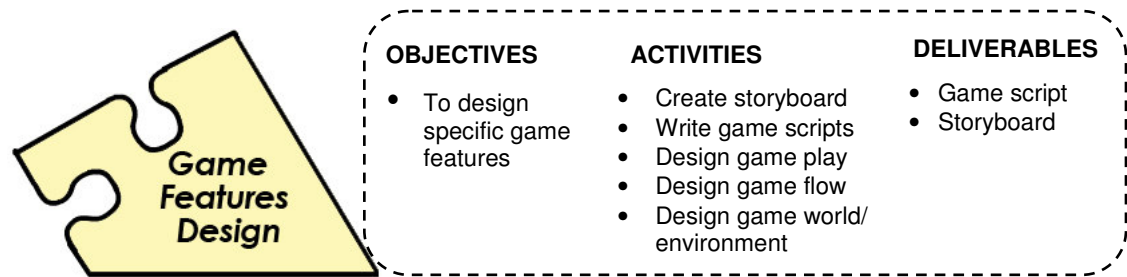 Game
Features
Design
OBJECTIVES
• To design
specific game
features
ACTIVITIES
• Create storyboard
• Write game scripts
• Design game play
• Design game flow
• Design game world/
environment
DELIVERABLES
• Game script
• Storyboard